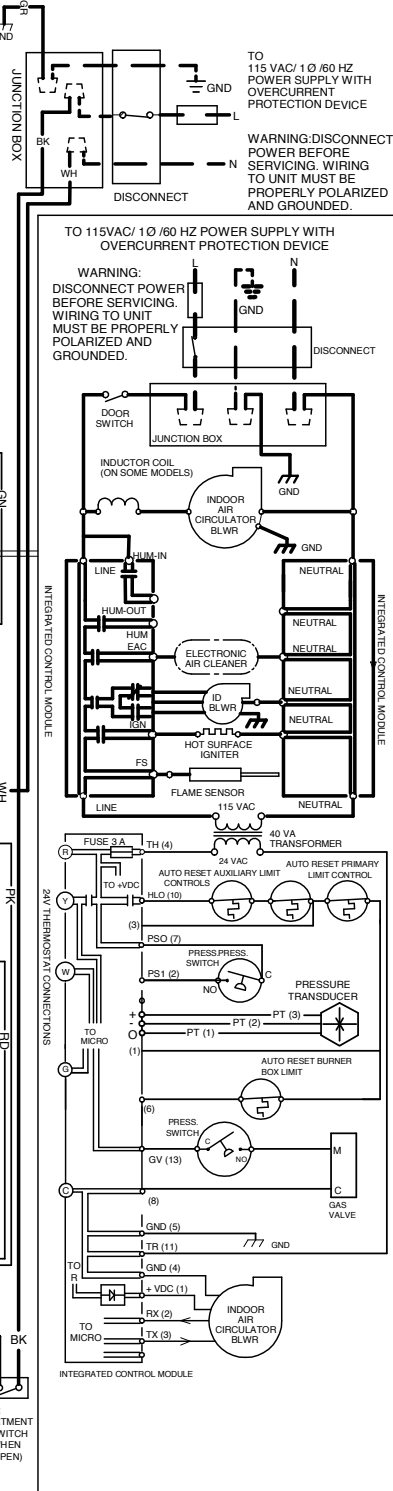 GR
ND
JUNCTION BOX
BK
WH
GND
L
N
DISCONNECT
TO
115 VAC/ 1Ø /60 HZ
POWER SUPPLY WITH
OVERCURRENT
PROTECTION DEVICE
WARNING:DISCONNECT
POWER BEFORE
SERVICING. WIRING
TO UNIT MUST BE
PROPERLY POLARIZED
AND GROUNDED.
TO 115VAC/ 1Ø /60 HZ POWER SUPPLY WITH
OVERCURRENT PROTECTION DEVICE
WARNING:
DISCONNECT POWER
BEFORE SERVICING.
WIRING TO UNIT
MUST BE PROPERLY
POLARIZED AND
GROUNDED.
L
N
GND
DISCONNECT
DOOR
SWITCH
JUNCTION BOX
GND
INDUCTOR COIL
(ON SOME MODELS)
INDOOR
AIR
CIRCULATOR
BLWR
GND
GN
INTEGRATED CONTROL MODULE
LINE
HUM-IN
NEUTRAL
HUM-OUT
HUM
NEUTRAL
EAC
ELECTRONIC
AIR CLEANER
NEUTRAL
ID
BLWR
NEUTRAL
IGN
HOT SURFACE
IGNITER
NEUTRAL
FS
FLAME SENSOR
LINE
NEUTRAL
INTEGRATED CONTROL MODULE
WH
115 VAC
40 VA
TRANSFORMER
24 VAC
PK
RD
24V THERMOSTAT CONNECTIONS
R
FUSE 3 A
TH (4)
TO +VDC
AUTO RESET AUXILIARY LIMIT
CONTROLS
AUTO RESET PRIMARY
LIMIT CONTROL
Y
HLO (10)
(3)
PSO (7)
W
PRESS.PRESS.
SWITCH
PS1 (2)
NO
C
PRESSURE
TRANSDUCER
+
-
O
PT (3)
PT (2)
PT (1)
TO
MICRO
(1)
G
AUTO RESET BURNER
BOX LIMIT
(6)
PRESS.
SWITCH
C
NO
GV (13)
M
C
GAS
VALVE
C
(8)
GND (5)
GND
TR (11)
GND (4)
TO
R
+ VDC (1)
RX (2)
TO
MICRO
TX (3)
INDOOR
AIR
CIRCULATOR
BLWR
INTEGRATED CONTROL MODULE
BK
RTMENT
WITCH
HEN
PEN)